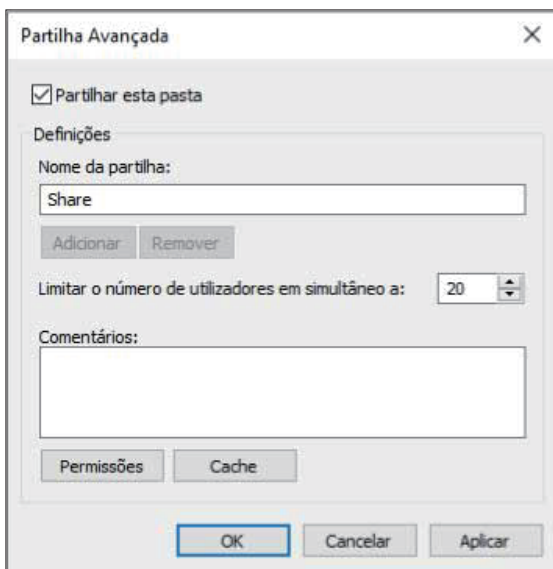 Partilha Avançada
Partilhar esta pasta
Definições
Nome da partilha:
Share
Adicionar Remover
Limitar o número de utilizadores em simultâneo a: 20
Comentários:
Permissões Cache
OK Cancelar Aplicar